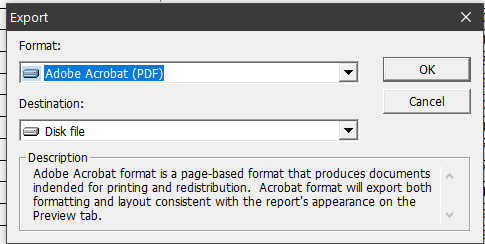 Export
Format:
Adobe Acrobat (PDF)
OK
Destination:
Cancel
Disk file
Description
Adobe Acrobat format is a page-based format that produces documents
indended for printing and redistribution.  Acrobat format will export both
formatting and layout consistent with the report's appearance on the
Preview tab.